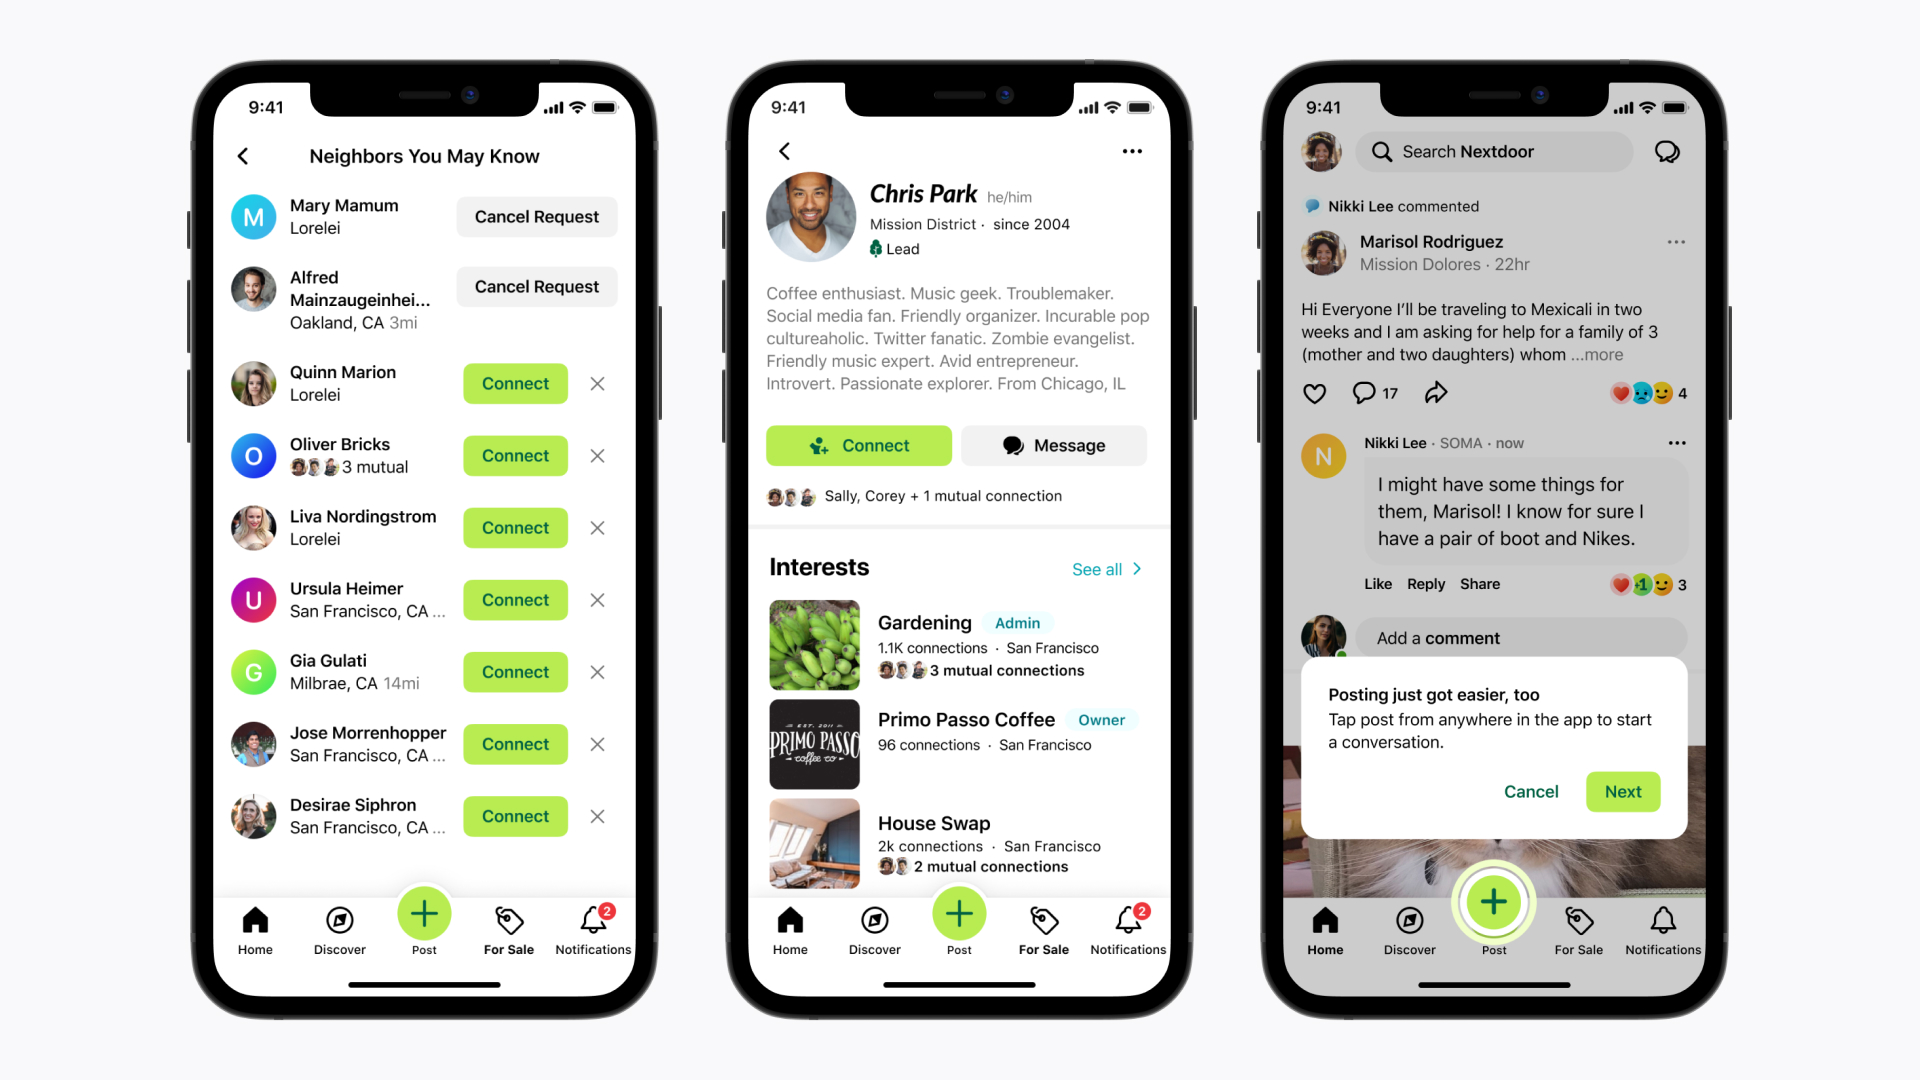 9:41
Neighbors You May Know
M
Mary Mamum
Lorelei
Cancel Request
Alfred
Mainzaugeinhei...
Oakland, CA 3mi
Cancel Request
Quinn Marion
Lorelei
Connect
O
Oliver Bricks
3 mutual
Connect
Liva Nordingstrom
Lorelei
Connect
U
Ursula Heimer
San Francisco, CA ...
Connect
G
Gia Gulati
Milbrae, CA 14mi
Connect
Jose Morrenhopper
San Francisco, CA ...
Connect
Desirae Siphron
San Francisco, CA ...
Connect
2
Home
Discover
Post
For Sale
Notifications
9:41
Chris Park he/him
Mission District · since 2004
Lead
Coffee enthusiast. Music geek. Troublemaker.
Social media fan. Friendly organizer. Incurable pop
cultureaholic. Twitter fanatic. Zombie evangelist.
Friendly music expert. Avid entrepreneur.
Introvert. Passionate explorer. From Chicago, IL
Connect
Message
Sally, Corey + 1 mutual connection
Interests
See all
Gardening Admin
1.1K connections · San Francisco
3 mutual connections
EST. 2011
PRIMO PASSO
coffee co
Primo Passo Coffee Owner
96 connections · San Francisco
House Swap
2k connections · San Francisco
2 mutual connections
2
Home
Discover
Post
For Sale
Notifications
9:41
Search Nextdoor
Nikki Lee commented
Marisol Rodriguez
Mission Dolores · 22hr
Hi Everyone I’ll be traveling to Mexicali in two
weeks and I am asking for help for a family of 3
(mother and two daughters) whom ...more
17
4
N
Nikki Lee · SOMA · now
I might have some things for
them, Marisol! I know for sure I
have a pair of boot and Nikes.
Like Reply Share
+1
3
Add a comment
Posting just got easier, too
Tap post from anywhere in the app to start
a conversation.
Cancel
Next
Home
Discover
Post
For Sale
Notifications